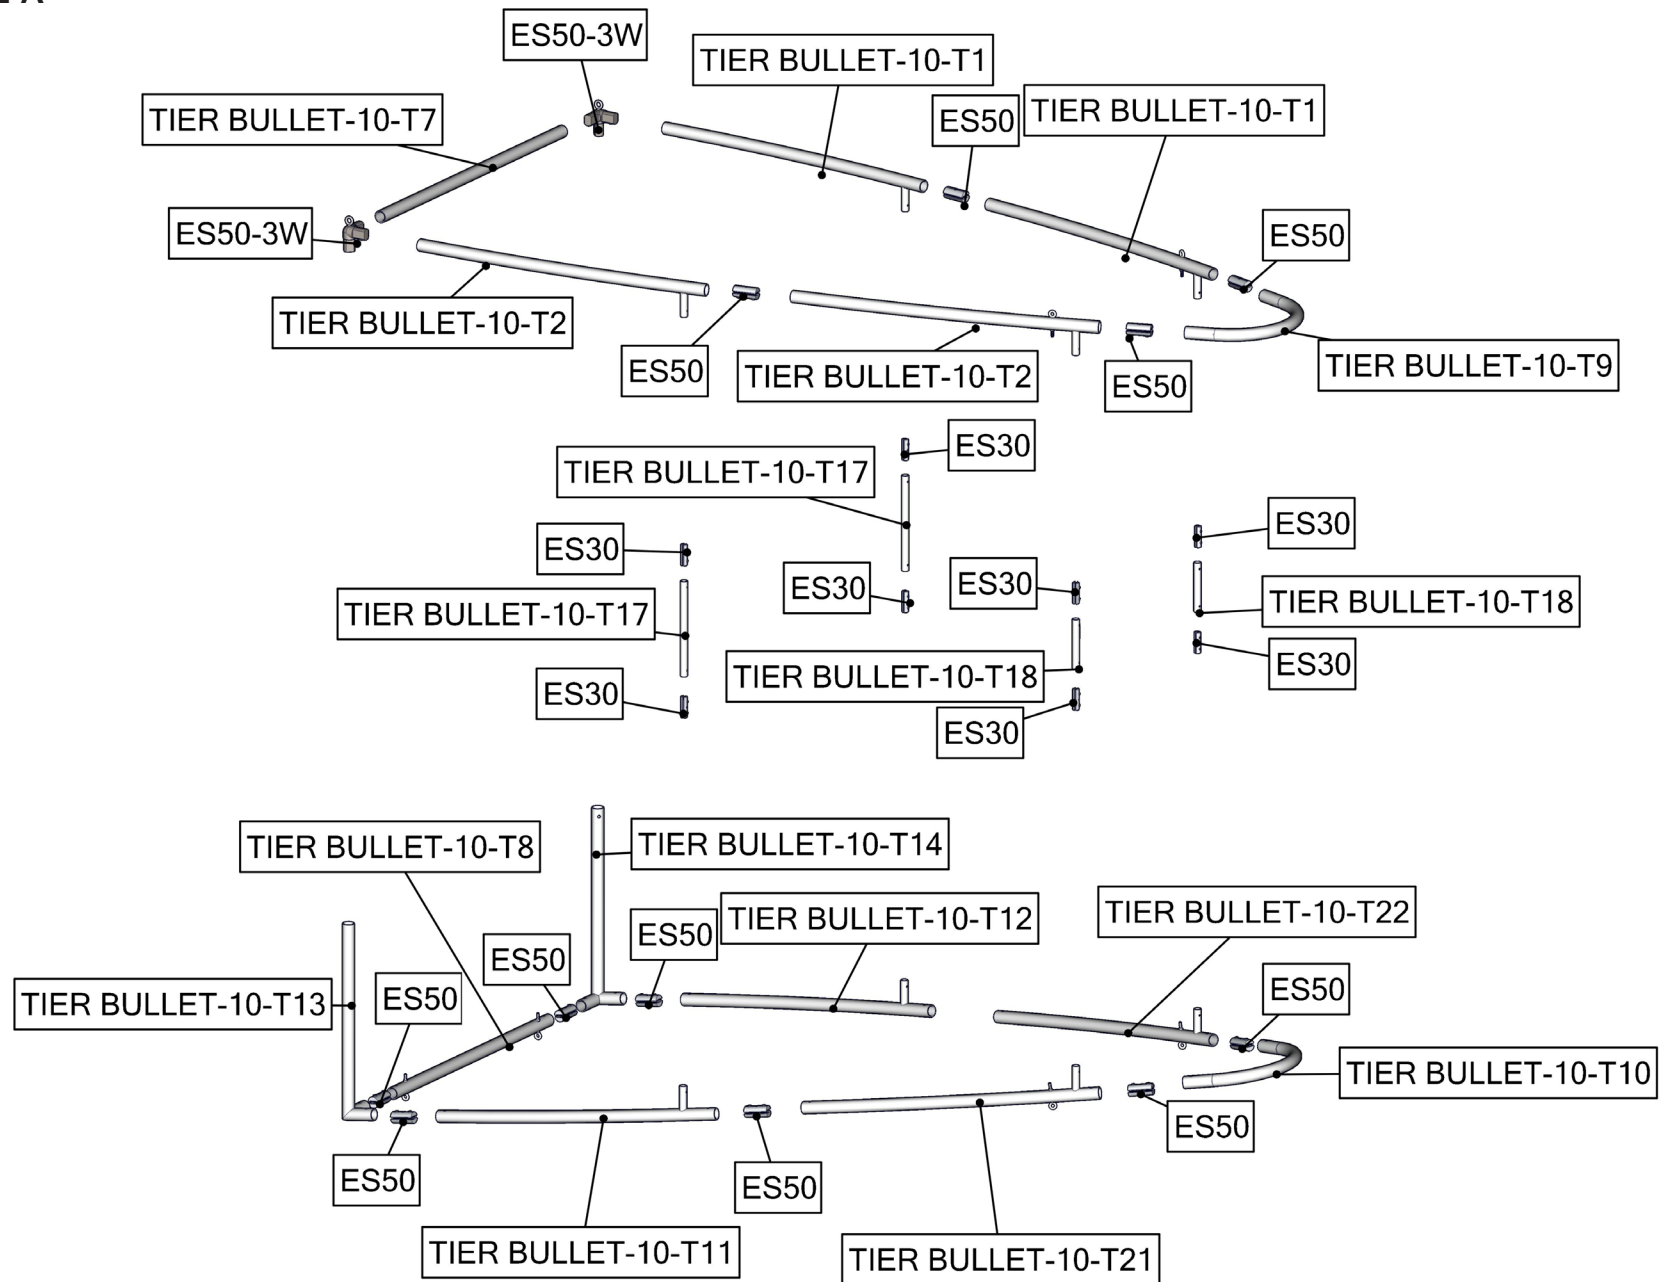 ES50-3W
TIER BULLET-10-T1
TIER BULLET-10-T7
ES50
TIER BULLET-10-T1
ES50-3W
ES50
TIER BULLET-10-T2
ES50
TIER BULLET-10-T2
ES50
TIER BULLET-10-T9
ES30
TIER BULLET-10-T17
ES30
ES30
ES30
ES30
TIER BULLET-10-T17
TIER BULLET-10-T18
TIER BULLET-10-T18
ES30
ES30
ES30
TIER BULLET-10-T8
TIER BULLET-10-T14
TIER BULLET-10-T12
TIER BULLET-10-T22
ES50
ES50
TIER BULLET-10-T13
ES50
ES50
TIER BULLET-10-T10
ES50
ES50
ES50
TIER BULLET-10-T11
TIER BULLET-10-T21